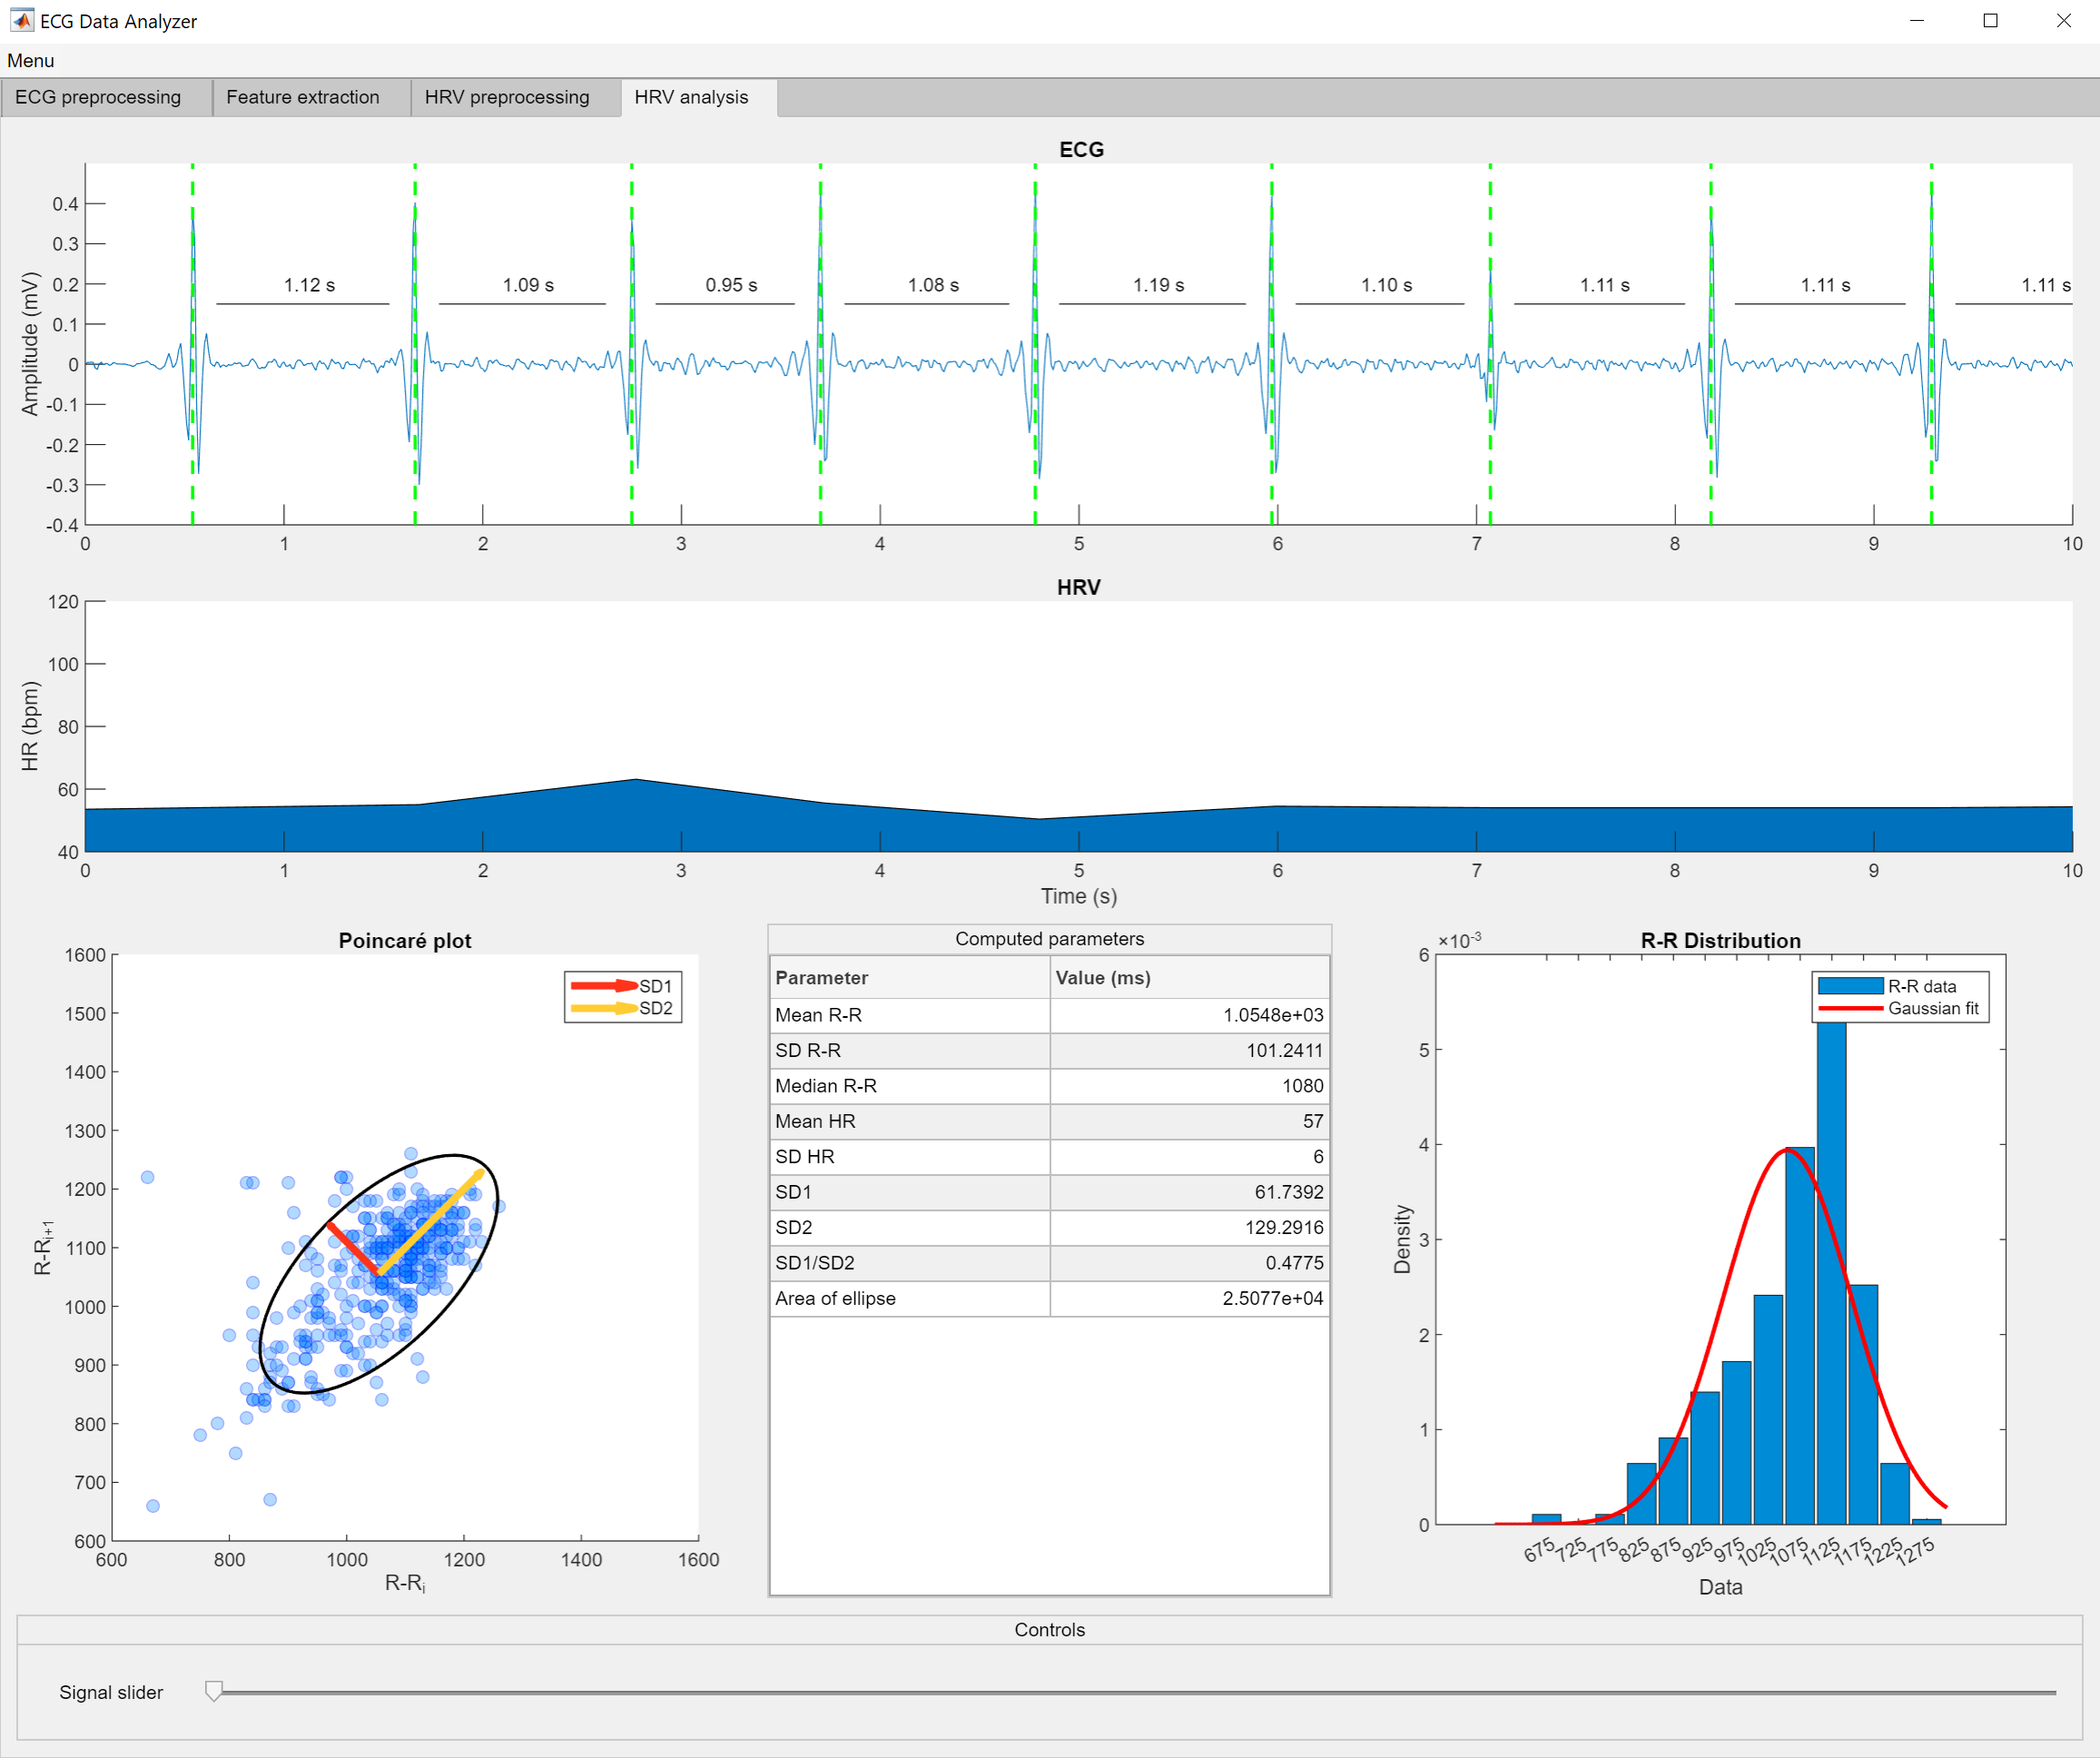 ECG Data Analyzer
Menu
ECG preprocessing
Feature extraction
HRV preprocessing
HRV analysis
ECG
Amplitude (mV)
0.4
0.3
0.2
0.1
0
-0.1
-0.2
-0.3
-0.4
1.12 s 1.09 s 0.95 s 1.08 s 1.19 s 1.10 s 1.11 s 1.11 s 1.11 s
0 1 2 3 4 5 6 7 8 9 10
HRV
HR (bpm)
120
100
80
60
40
0 1 2 3 4 5 6 7 8 9 10
Time (s)
Poincaré plot
SD1
SD2
R-Ri+1
1600
1500
1400
1300
1200
1100
1000
900
800
700
600
600 800 1000 1200 1400 1600
R-Ri
Computed parameters
Parameter Value (ms)
Mean R-R 1.0548e+03
SD R-R 101.2411
Median R-R 1080
Mean HR 57
SD HR 6
SD1 61.7392
SD2 129.2916
SD1/SD2 0.4775
Area of ellipse 2.5077e+04
×10-3
R-R Distribution
R-R data
Gaussian fit
Density
6
5
4
3
2
1
0
675 725 775 825 875 925 975 1025 1075 1125 1175 1225 1275
Data
Controls
Signal slider